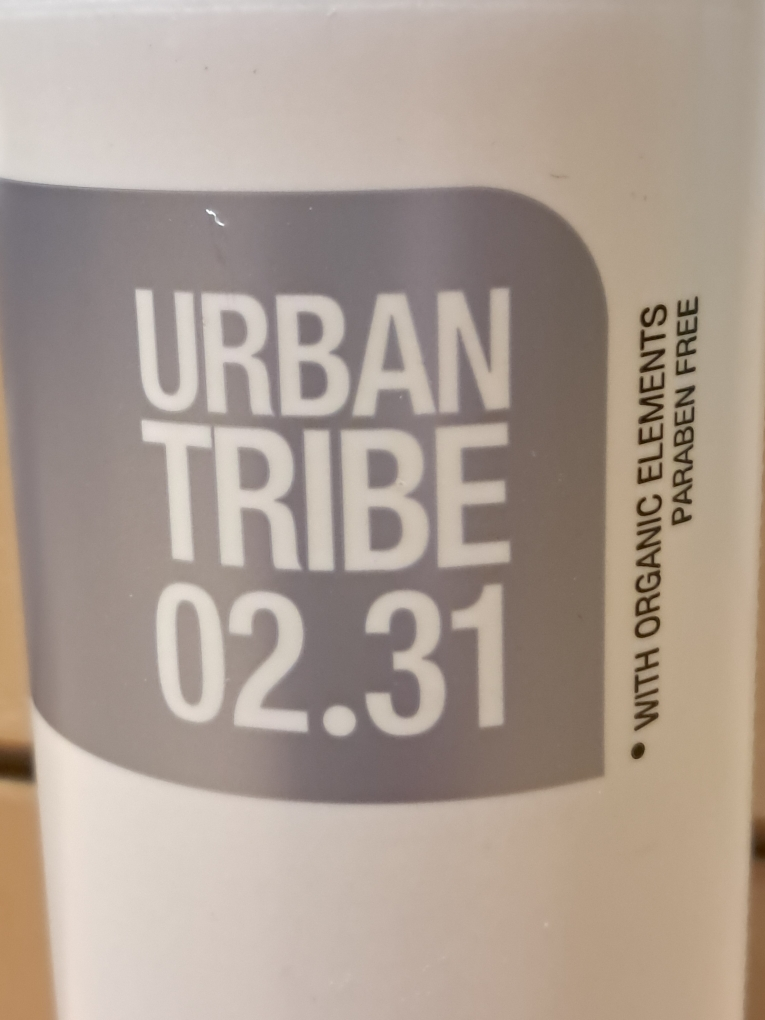 URBAN
TRIBE
02.31
• WITH ORGANIC ELEMENTS
PARABEN FREE